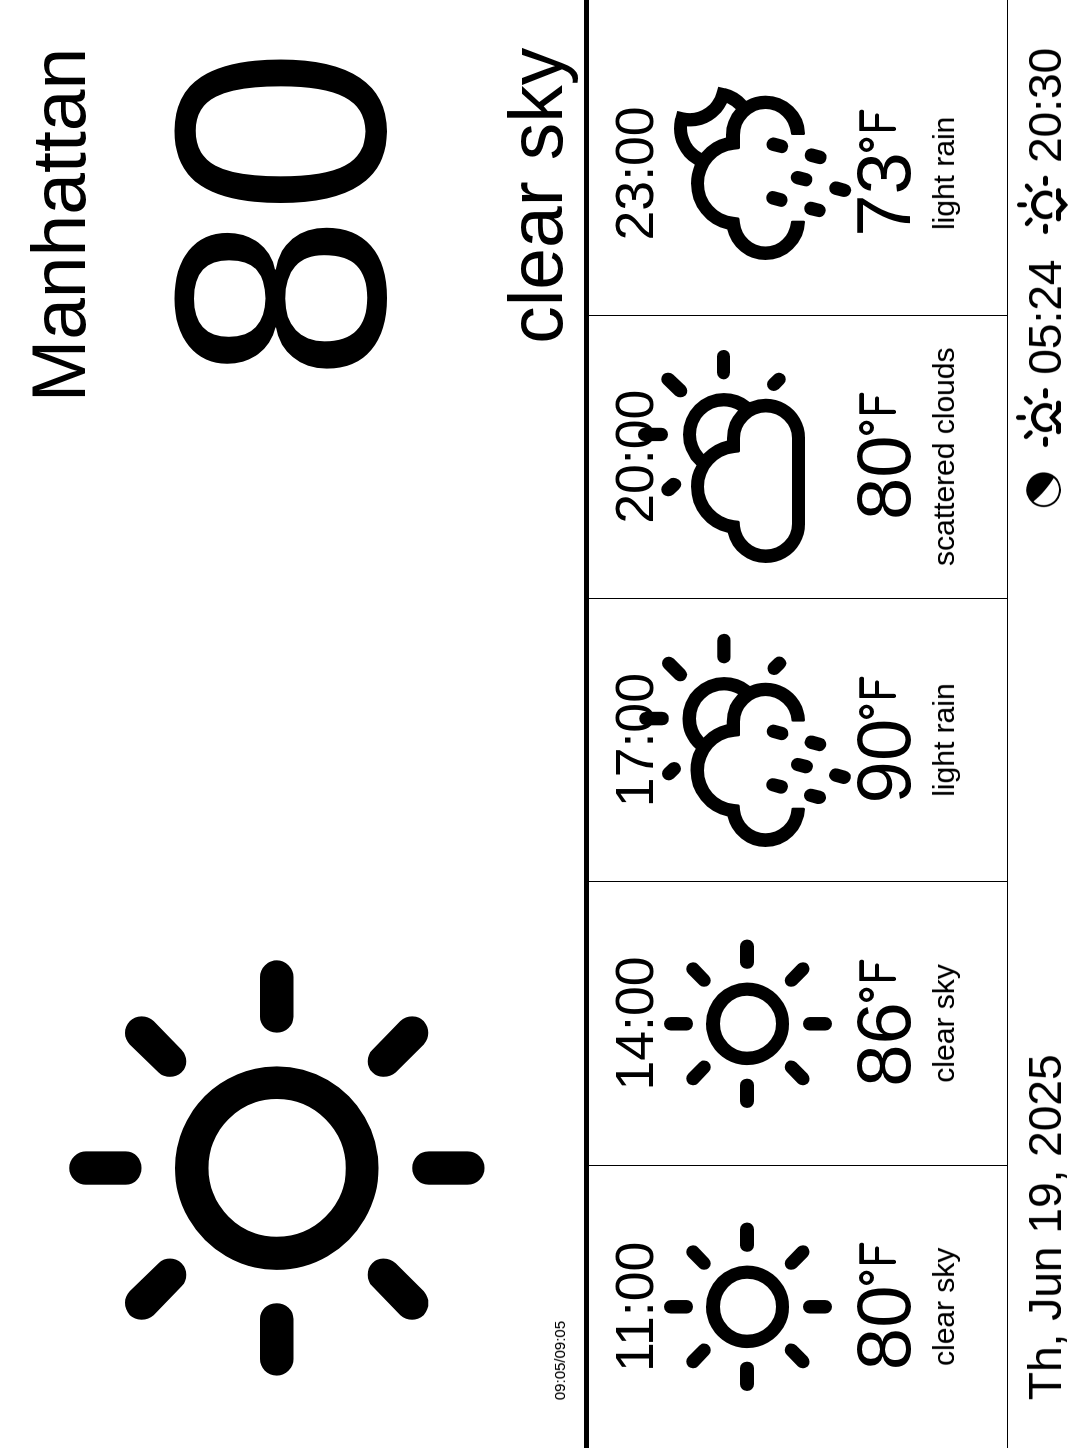 Manhattan
80
clear sky
09:05/09:05
11:00
80°F
clear sky
14:00
86°F
clear sky
17:00
90°F
light rain
20:00
80°F
scattered clouds
23:00
73°F
light rain
Th, Jun 19, 2025
05:24
20:30